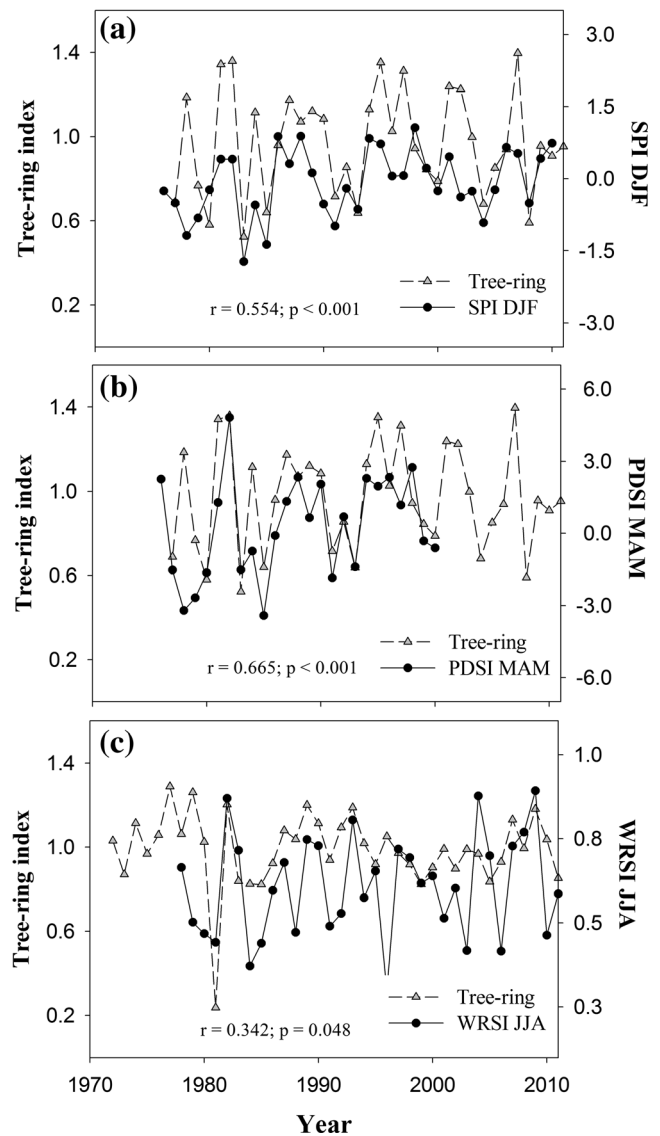 (a)
1.4
1.0
0.6
0.2
Tree-ring index
3.0
1.5
0.0
-1.5
-3.0
SPI DJF
Tree-ring
SPI DJF
r = 0.554; p < 0.001
(b)
1.4
1.0
0.6
0.2
Tree-ring index
6.0
3.0
0.0
-3.0
-6.0
PDSI MAM
Tree-ring
PDSI MAM
r = 0.665; p < 0.001
(c)
1.4
1.0
0.6
0.2
Tree-ring index
1.0
0.8
0.5
0.3
WRSI JJA
Tree-ring
WRSI JJA
r = 0.342; p = 0.048
1970 1980 1990 2000 2010
Year